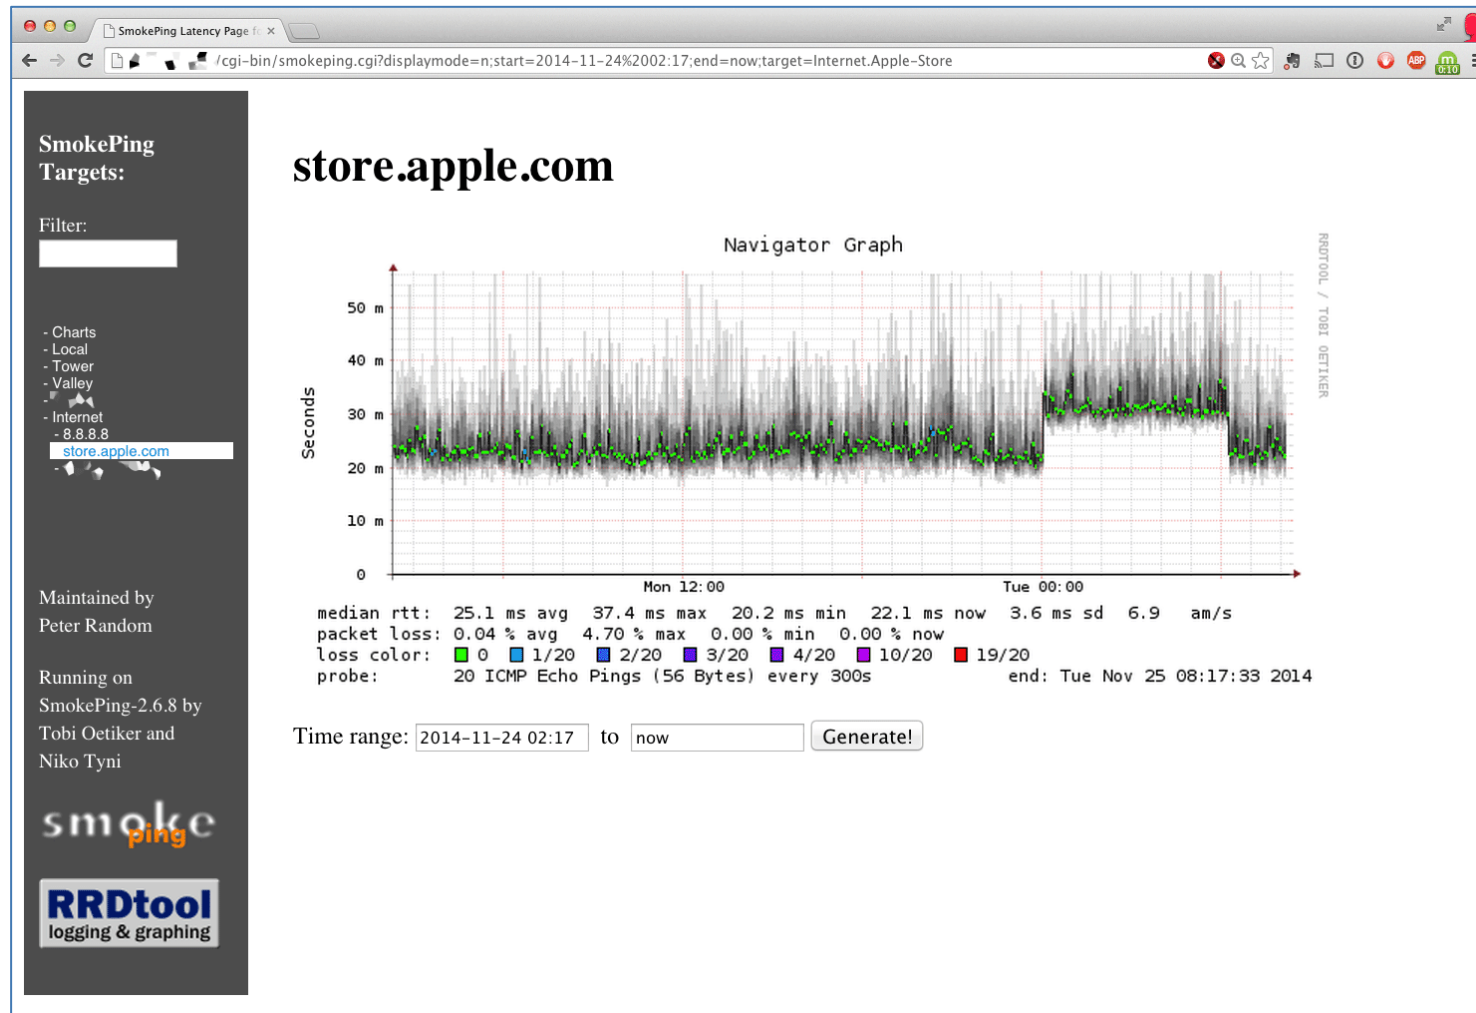 SmokePing Latency Page fo
/cgi-bin/smokeping.cgi?displaymode=n;start=2014-11-24%2002:17;end=now;target=Internet.Apple-Store
ABP
m
0:10
SmokePing
Targets:
Filter:
- Charts
- Local
- Tower
- Valley
-
- Internet
- 8.8.8.8
store.apple.com
-
Maintained by
Peter Random
Running on
SmokePing-2.6.8 by
Tobi Oetiker and
Niko Tyni
smoke
ping
RRDtool
logging & graphing
store.apple.com
Navigator Graph
RRDTOOL / TOBI OETIKER
Seconds
50 m
40 m
30 m
20 m
10 m
0
Mon 12:00 Tue 00:00
median rtt: 25.1 ms avg 37.4 ms max 20.2 ms min 22.1 ms now 3.6 ms sd 6.9 am/s
packet loss: 0.04 % avg 4.70 % max 0.00 % min 0.00 % now
loss color: 0 1/20 2/20 3/20 4/20 10/20 19/20
probe: 20 ICMP Echo Pings (56 Bytes) every 300s end: Tue Nov 25 08:17:33 2014
Time range: 2014-11-24 02:17 to now Generate!